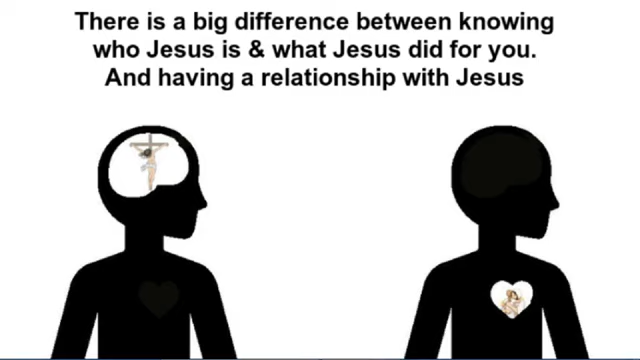 There is a big difference between knowing
who Jesus is & what Jesus did for you.
And having a relationship with Jesus